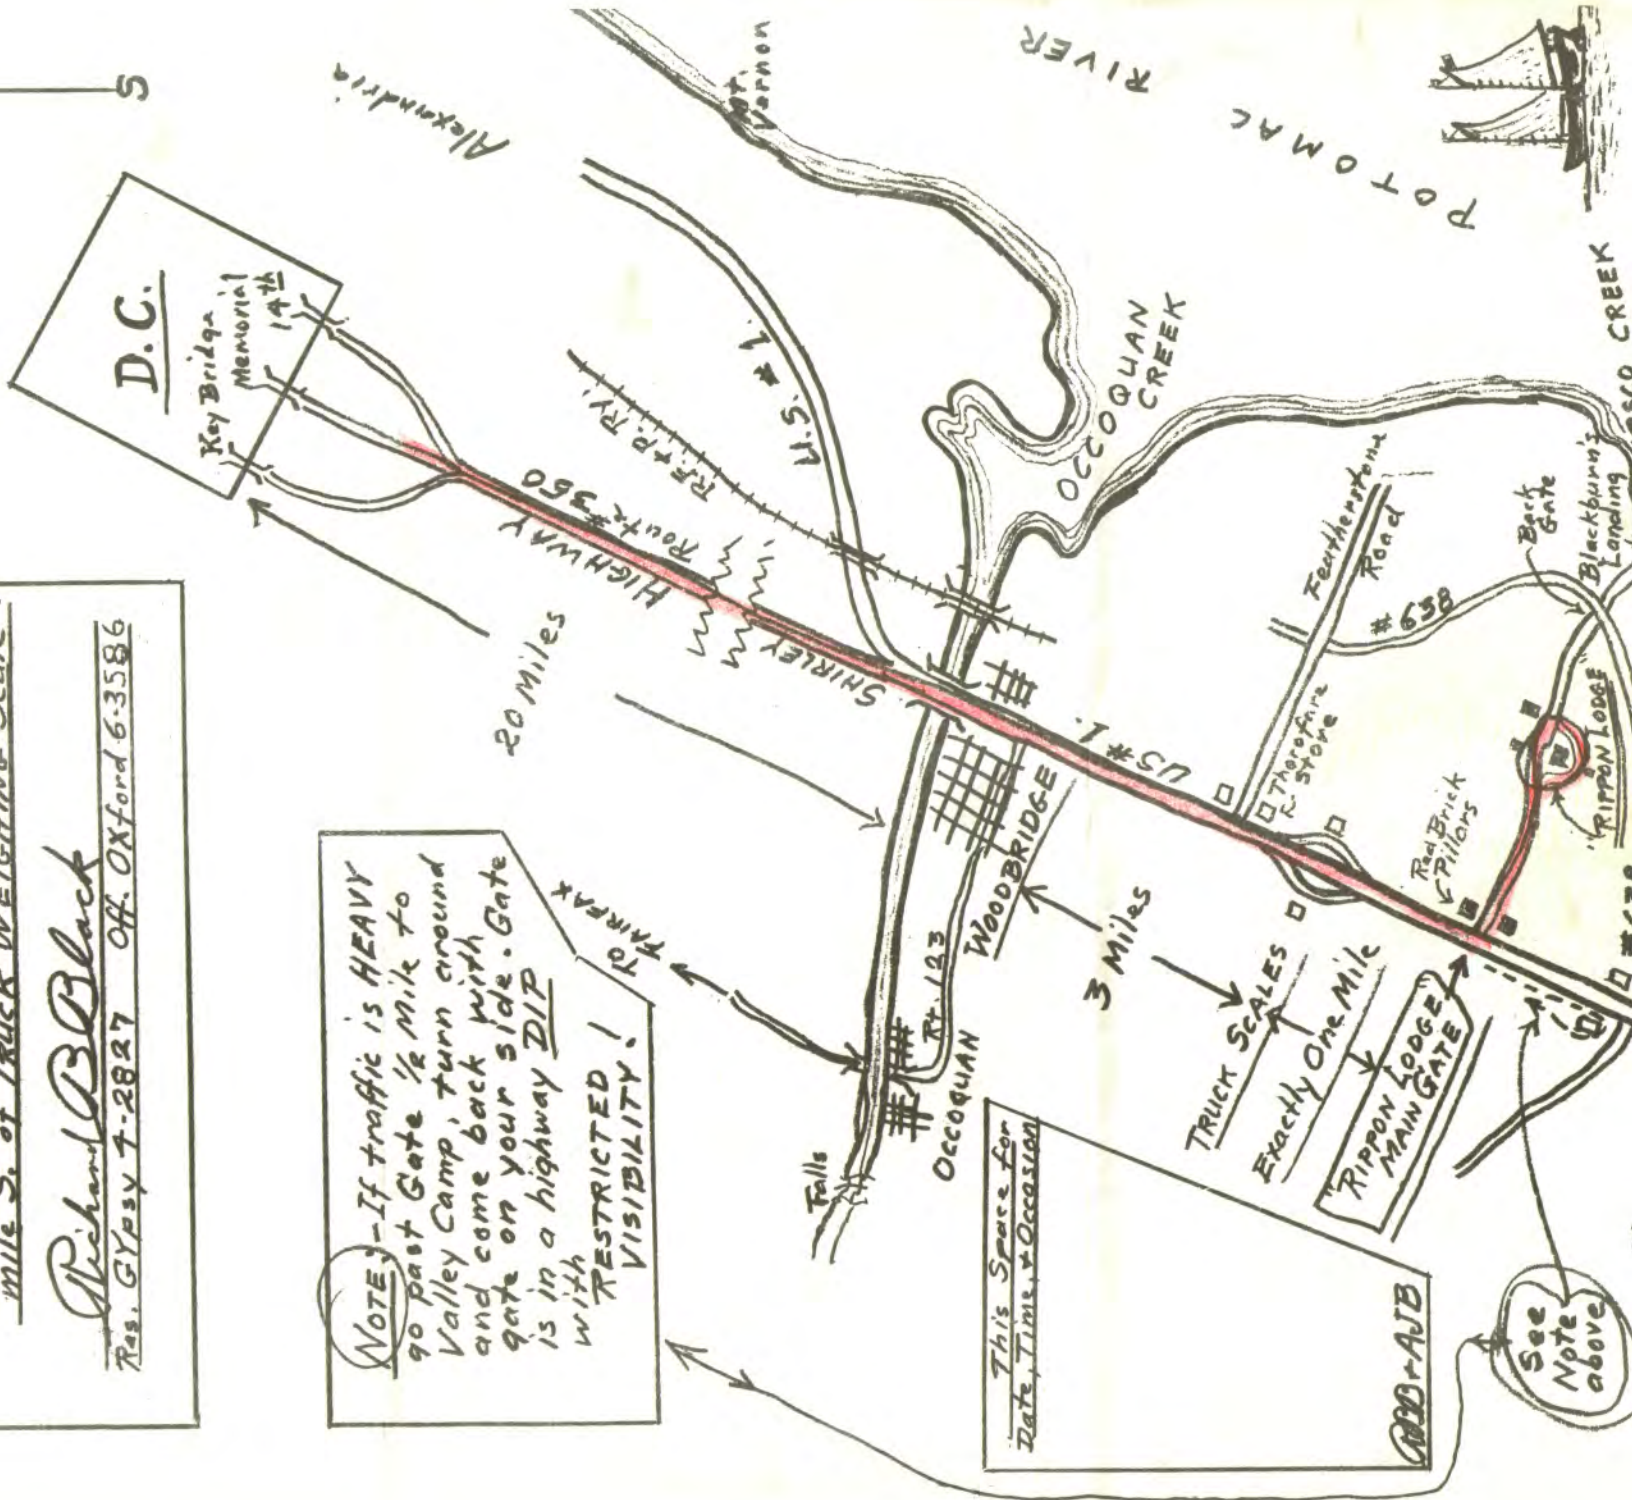 mile S. of TRUCK WEIGHING Scale
Richard B Black
Res. GYpsy 4-2827 Off. OXford 6-3586
NOTE:- If traffic is HEAVY
go past Gate ½ Mile to
Valley Camp, turn around
and come back with
gate on your side. Gate
is in a highway DIP
with
RESTRICTED
VISIBILITY!
S
D.C.
Key Bridge
Memorial
14th
Alexandria
Mt.
Vernon
POTOMAC
RIVER
20 Miles
SHIRLEY
HIGHWAY
Route #350
R.F.&P. RY.
U.S. #1.
OCCOQUAN
CREEK
TO
FAIRFAX
Falls
OCCOQUAN
Rt. 123
WOODBRIDGE
3 Miles
US #1.
Featherstone
Road
Thorofare
Store
#638
Back
Gate
Blackbourn's
Landing
CREEK
TRUCK SCALES
Exactly One Mile
"RIPPON LODGE"
MAIN GATE
Red Brick
Pillars
"RIPPON LODGE"
This Space for
Date, Time, & Occasion
RBB & AJB
See
Note
above